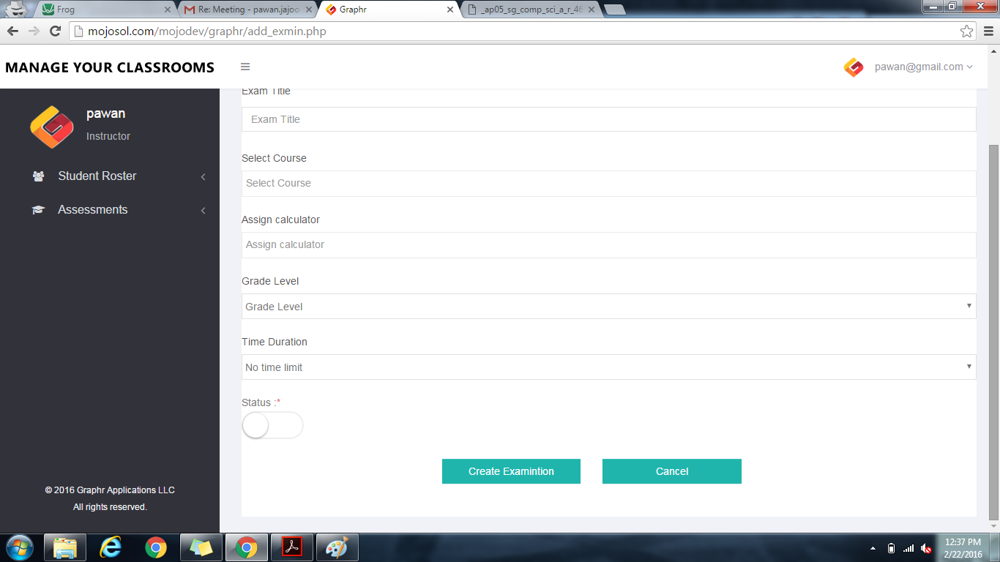 Frog
Re: Meeting - pawan.jajoo
Graphr
_ap05_sg_comp_sci_a_r_46
mojosol.com/mojodev/graphr/add_exmin.php
MANAGE YOUR CLASSROOMS
pawan@gmail.com
pawan
Instructor
Student Roster
Assessments
© 2016 Graphr Applications LLC
All rights reserved.
Exam Title
Exam Title
Select Course
Select Course
Assign calculator
Assign calculator
Grade Level
Grade Level
Time Duration
No time limit
Status :*
Create Examintion
Cancel
12:37 PM
2/22/2016